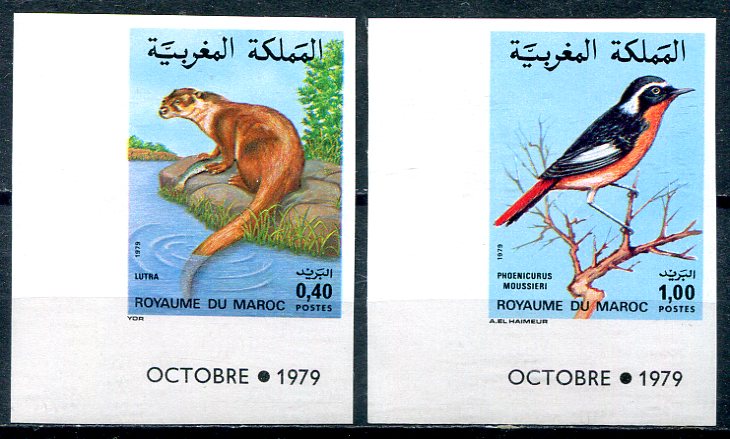 المملكة المغربية
1979
LUTRA
البريد
0,40
ROYAUME DU MAROC POSTES
YOR
OCTOBRE ● 1979
المملكة المغربية
1979
PHOENICURUS
MOUSSIERI
البريد
1,00
ROYAUME DU MAROC POSTES
A.EL HAIMEUR
OCTOBRE ● 1979